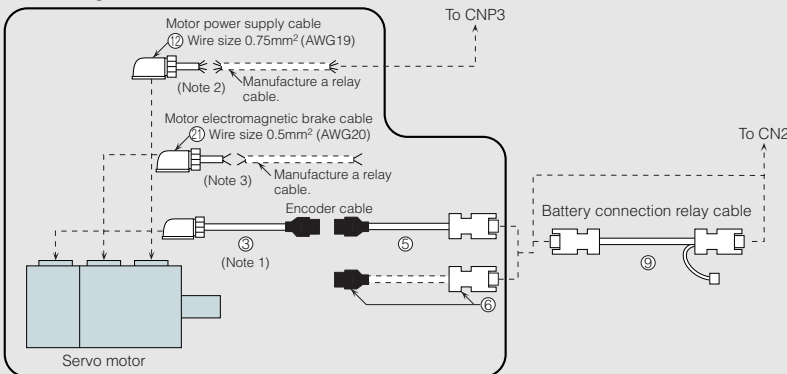 To CNP3
Motor power supply cable
⑫ Wire size 0.75mm² (AWG19)
(Note 2)
Manufacture a relay
cable.
Motor electromagnetic brake cable
㉑ Wire size 0.5mm² (AWG20)
(Note 3)
Manufacture a relay
cable.
To CN2
Encoder cable
Battery connection relay cable
③
(Note 1)
⑤
⑨
⑥
Servo motor